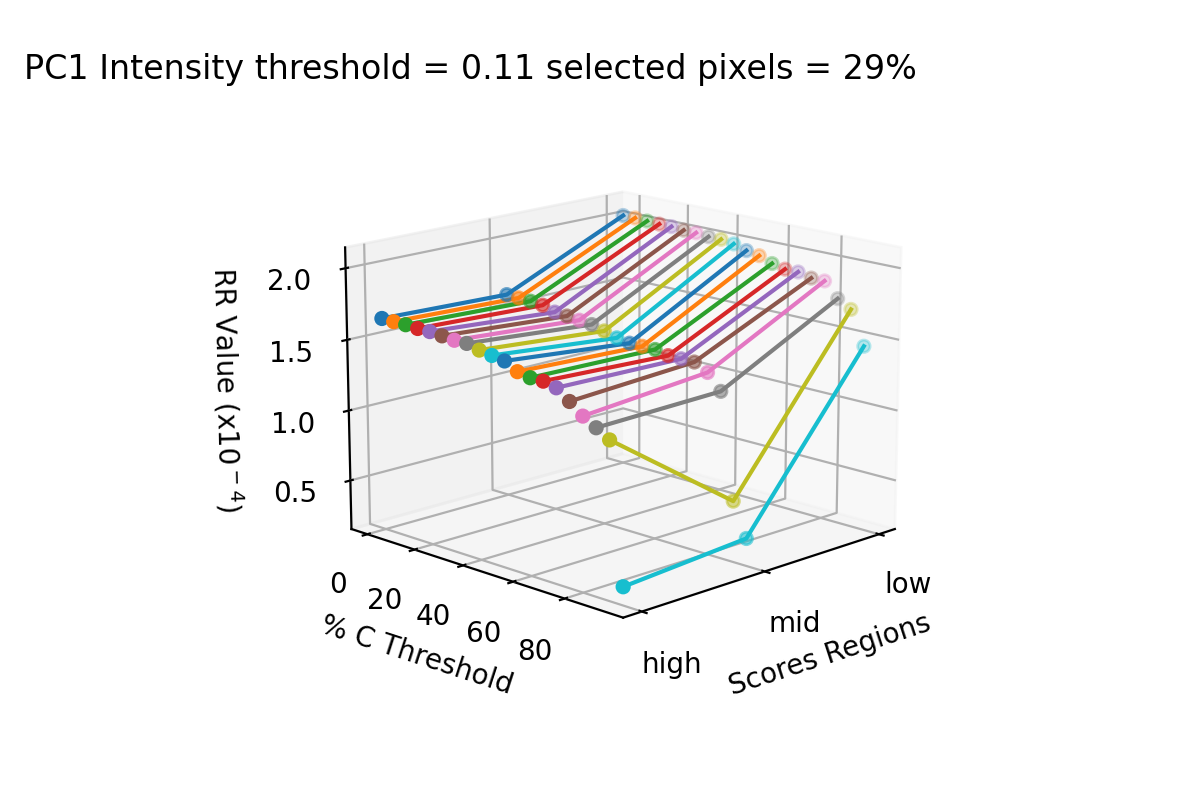 PC1 Intensity threshold = 0.11 selected pixels = 29%
RR Value (x10⁻⁴)
2.0
1.5
1.0
0.5
0
20
40
60
80
% C Threshold
high
mid
low
Scores Regions